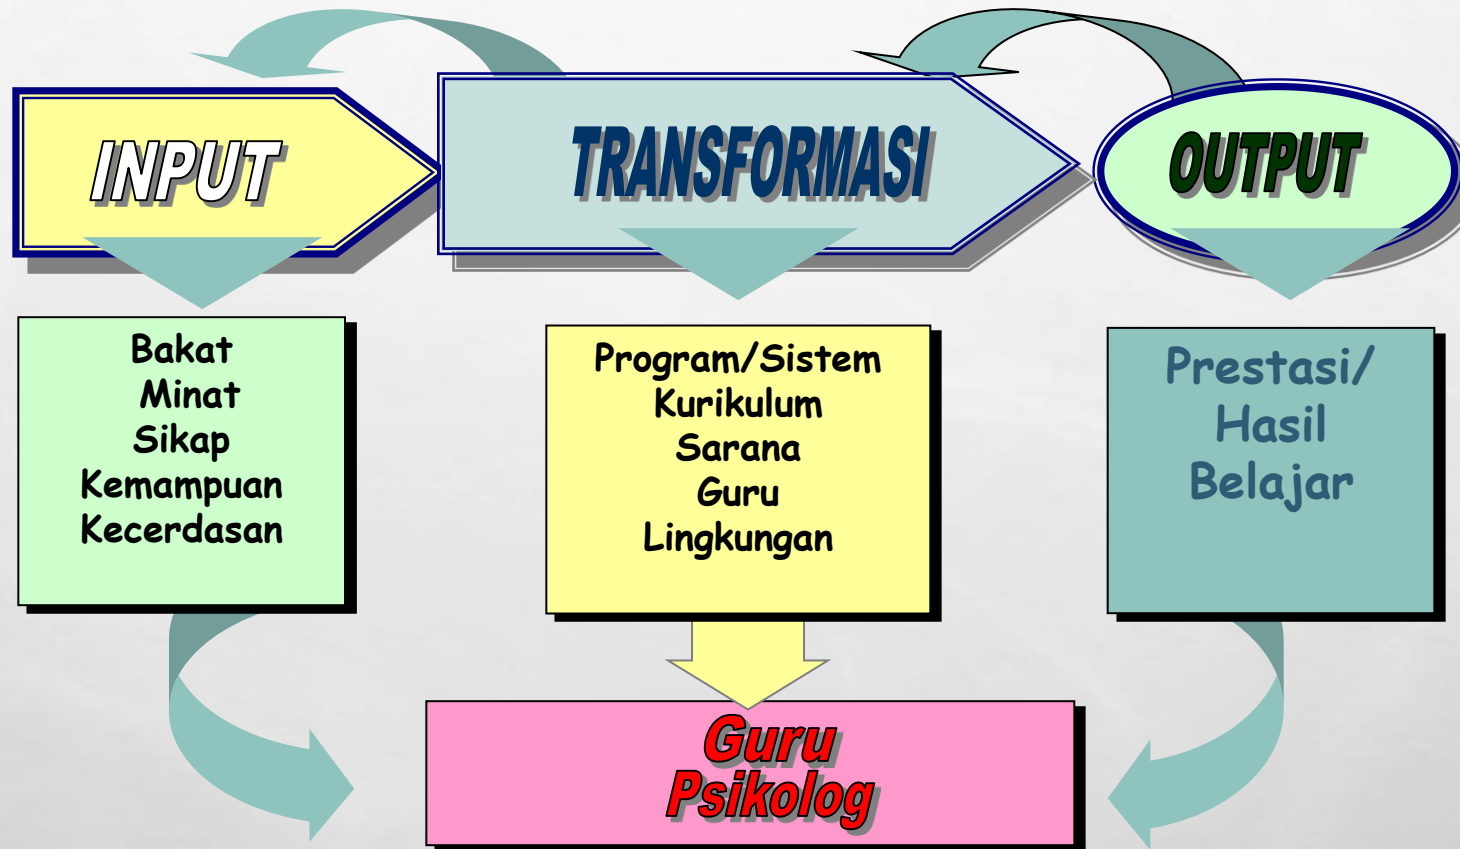 INPUT
TRANSFORMASI
OUTPUT
Bakat
Minat
Sikap
Kemampuan
Kecerdasan
Program/Sistem
Kurikulum
Sarana
Guru
Lingkungan
Prestasi/
Hasil
Belajar
Guru
Psikolog